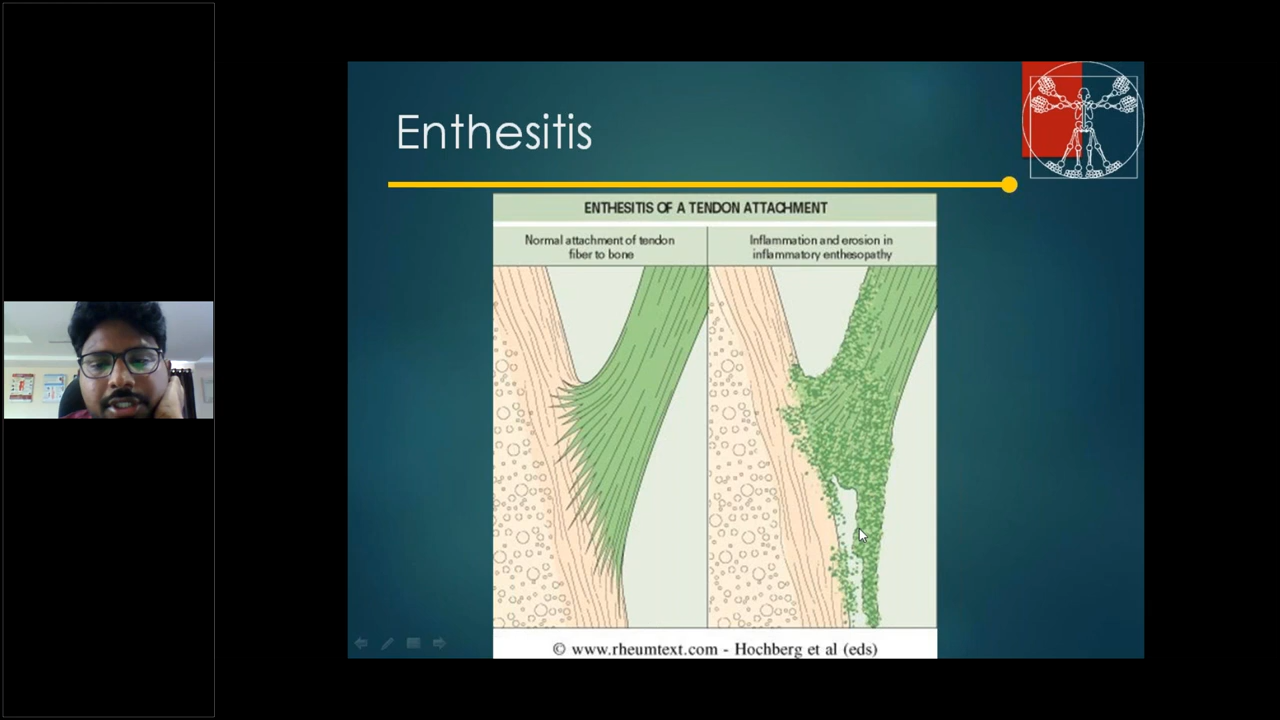 Enthesitis
ENTHESITIS OF A TENDON ATTACHMENT
Normal attachment of tendon
fiber to bone
Inflammation and erosion in
inflammatory enthesopathy
© www.rheumtext.com - Hochberg et al (eds)